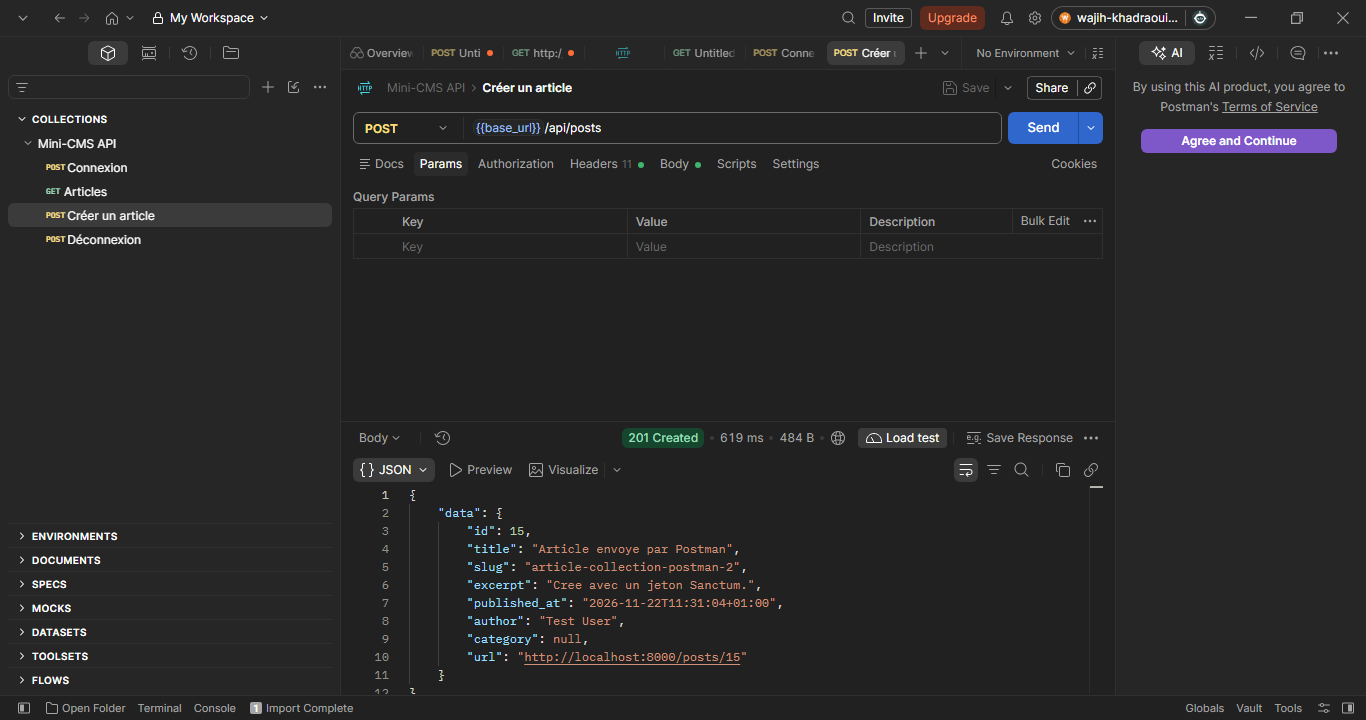 My Workspace
Invite
Upgrade
wajih-khadraoui...
Overview
POST Unti
GET http:/
HTTP
GET Untitled
POST Conne
POST Créer
No Environment
AI
COLLECTIONS
Mini-CMS API
POST Connexion
GET Articles
POST Créer un article
POST Déconnexion
ENVIRONMENTS
DOCUMENTS
SPECS
MOCKS
DATASETS
TOOLSETS
FLOWS
HTTP Mini-CMS API > Créer un article
Save
Share
POST
{{base_url}} /api/posts
Send
Docs Params Authorization Headers 11 Body Scripts Settings Cookies
Query Params
Key Value Description Bulk Edit
Key Value Description
Body
201 Created • 619 ms • 484 B
Load test
e.g. Save Response
{} JSON
Preview
Visualize
1 {
2 "data": {
3 "id": 15,
4 "title": "Article envoye par Postman",
5 "slug": "article-collection-postman-2",
6 "excerpt": "Cree avec un jeton Sanctum.",
7 "published_at": "2026-11-22T11:31:04+01:00",
8 "author": "Test User",
9 "category": null,
10 "url": "http://localhost:8000/posts/15"
11 }
12 }
By using this AI product, you agree to
Postman's Terms of Service
Agree and Continue
Open Folder Terminal Console 1 Import Complete
Globals Vault Tools